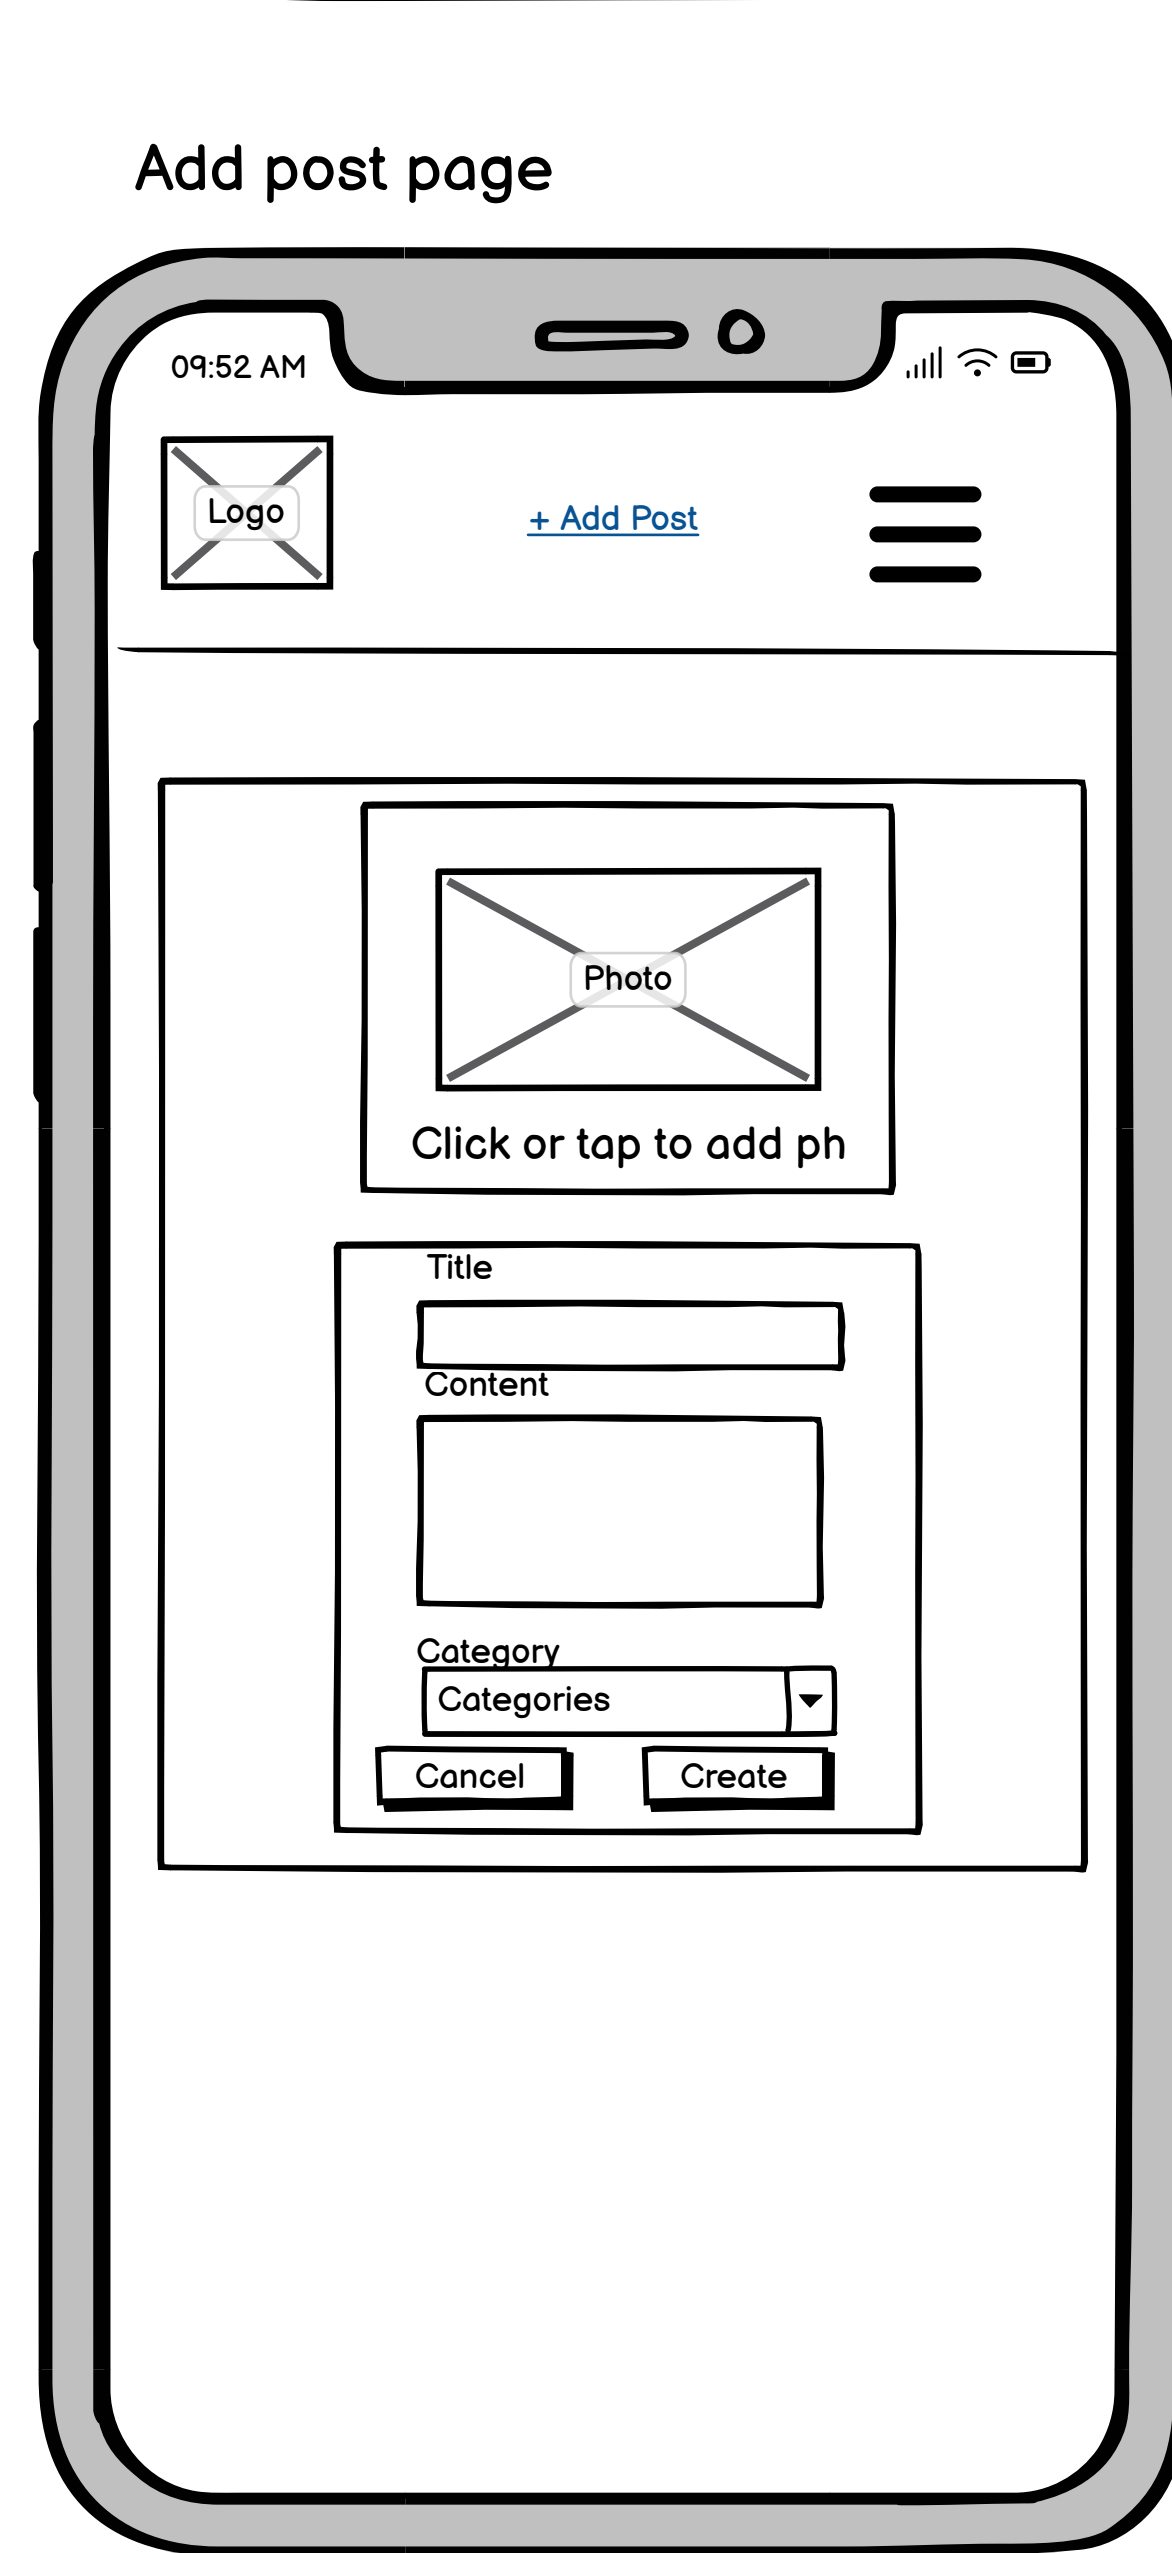 Add post page
09:52 AM
Logo
+ Add Post
Photo
Click or tap to add ph
Title
Content
Category
Categories
Cancel
Create